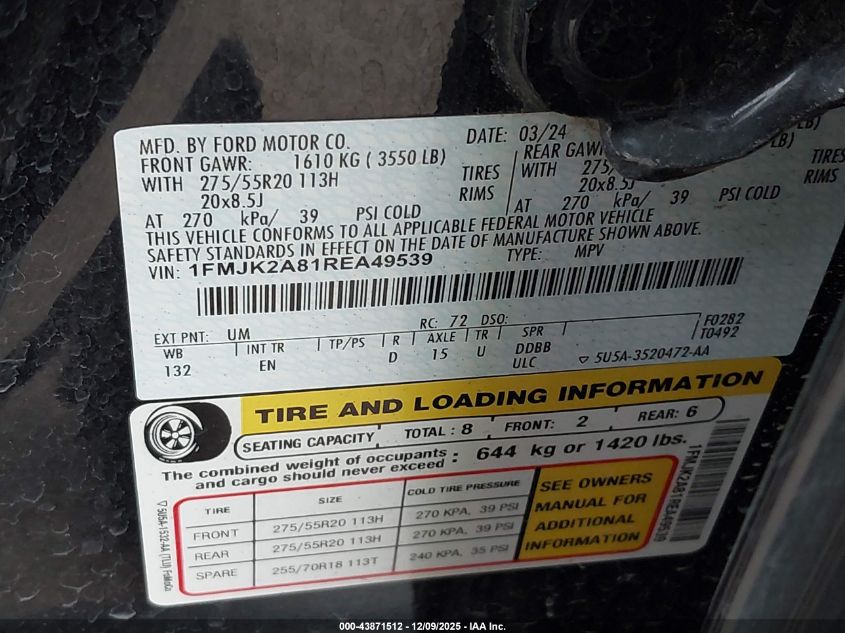 MFD. BY FORD MOTOR CO. DATE: 03/24
FRONT GAWR: 1610 KG ( 3550 LB) REAR GAWR LB)
WITH 275/55R20 113H TIRES WITH 275/ TIRES
20x8.5J RIMS 20x8.5J RIMS
AT 270 kPa/ 39 PSI COLD AT 270 kPa/ 39 PSI COLD
THIS VEHICLE CONFORMS TO ALL APPLICABLE FEDERAL MOTOR VEHICLE
SAFETY STANDARDS IN EFFECT ON THE DATE OF MANUFACTURE SHOWN ABOVE.
VIN: 1FMJK2A81REA49539 TYPE: MPV
EXT PNT: UM RC: 72 DSO: F0282
WB INT TR TP/PS R AXLE TR SPR T0492
132 EN D 15 U DDBB
ULC ▽ 5U5A-3520472-AA
TIRE AND LOADING INFORMATION
SEATING CAPACITY TOTAL : 8 FRONT: 2 REAR: 6
The combined weight of occupants and cargo should never exceed : 644 kg or 1420 lbs.
TIRE SIZE COLD TIRE PRESSURE
FRONT 275/55R20 113H 270 KPA, 39 PSI
REAR 275/55R20 113H 270 KPA, 39 PSI
SPARE 255/70R18 113T 240 KPA, 35 PSI
SEE OWNERS
MANUAL FOR
ADDITIONAL
INFORMATION
1FMJK2A81REA49539
▽ 5U5A-1532-AA (TLU) FoMoCo
000-43871512 - 12/09/2025 - IAA Inc.